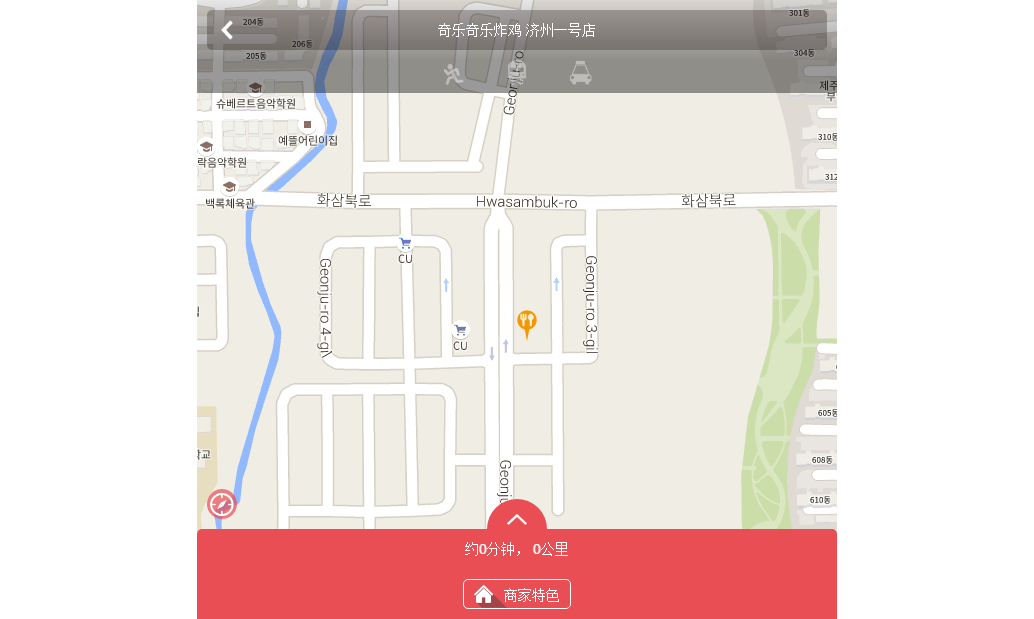 奇乐奇乐炸鸡 济州一号店
204동
206동
205동
301동
304동
제주
부
310동
312
슈베르트음악학원
예뜰어린이집
락음악학원
백록체육관
Geonju-ro
화삼북로
Hwasambuk-ro
화삼북로
CU
CU
Geonju-ro 4-gil
Geonju-ro 3-gil
학교
Geonju
605동
608동
610동
约0分钟， 0公里
商家特色